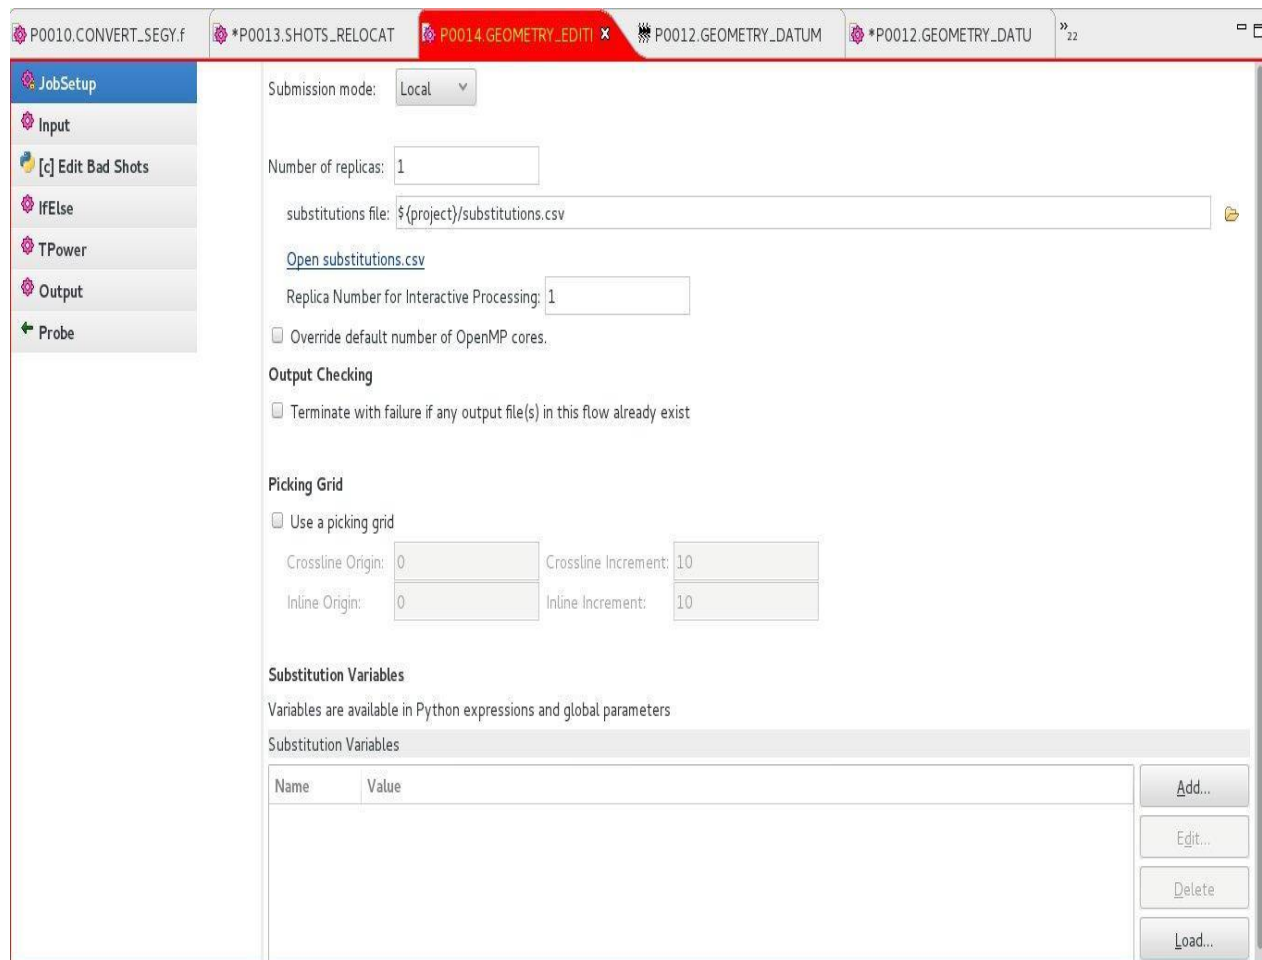 P0010.CONVERT_SEGY.f *P0013.SHOTS_RELOCAT P0014.GEOMETRY_EDITI P0012.GEOMETRY_DATUM *P0012.GEOMETRY_DATU »22
JobSetup
Input
[c] Edit Bad Shots
IfElse
TPower
Output
Probe
Submission mode: Local
Number of replicas: 1
substitutions file: ${project}/substitutions.csv
Open substitutions.csv
Replica Number for Interactive Processing: 1
Override default number of OpenMP cores.
Output Checking
Terminate with failure if any output file(s) in this flow already exist
Picking Grid
Use a picking grid
Crossline Origin: 0 Crossline Increment: 10
Inline Origin: 0 Inline Increment: 10
Substitution Variables
Variables are available in Python expressions and global parameters
Substitution Variables
Name Value
Add...
Edit...
Delete
Load...